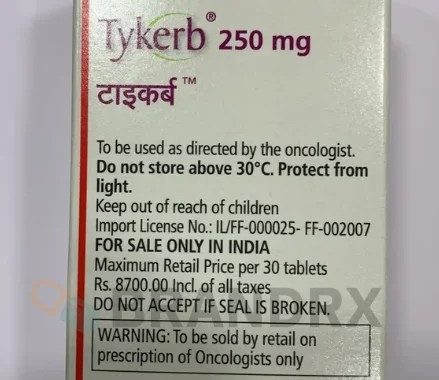 Tykerb® 250 mg
टाइकर्ब ™
To be used as directed by the oncologist.
Do not store above 30°C. Protect from
light.
Keep out of reach of children
Import License No.: IL/FF-000025- FF-002007
FOR SALE ONLY IN INDIA
Maximum Retail Price per 30 tablets
Rs. 8700.00 Incl. of all taxes
DO NOT ACCEPT IF SEAL IS BROKEN.
BRANDRX
WARNING: To be sold by retail on
prescription of Oncologists only